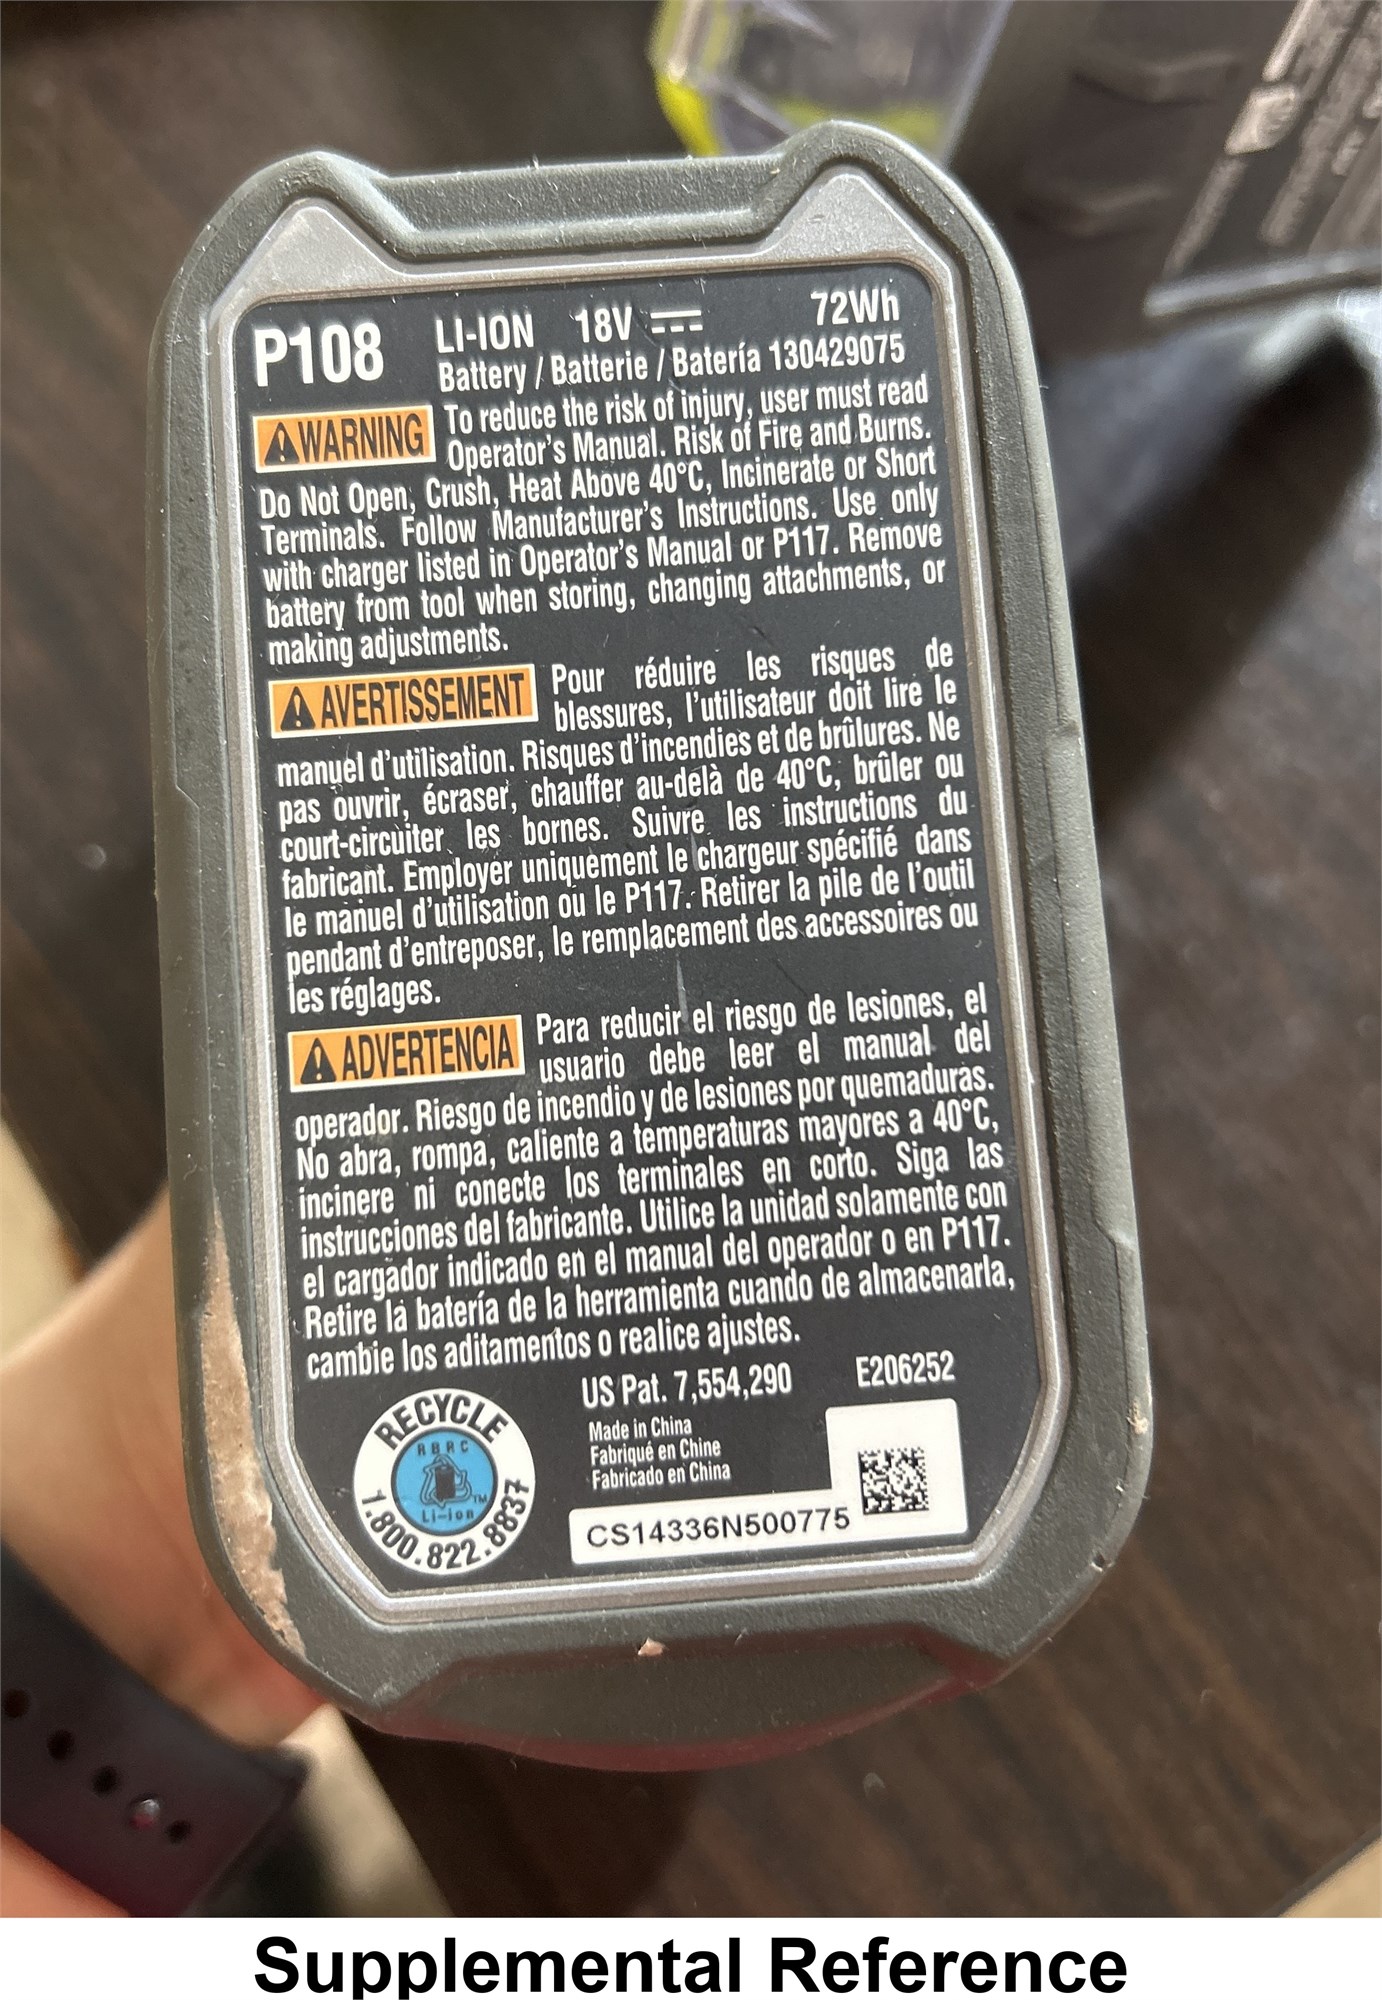 P108 LI-ION 18V 72Wh
Battery / Batterie / Batería 130429075
WARNING To reduce the risk of injury, user must read
Operator's Manual. Risk of Fire and Burns.
Do Not Open, Crush, Heat Above 40°C, Incinerate or Short
Terminals. Follow Manufacturer's Instructions. Use only
with charger listed in Operator's Manual or P117. Remove
battery from tool when storing, changing attachments, or
making adjustments.
AVERTISSEMENT Pour réduire les risques de
blessures, l'utilisateur doit lire le
manuel d'utilisation. Risques d'incendies et de brûlures. Ne
pas ouvrir, écraser, chauffer au-delà de 40°C, brûler ou
court-circuiter les bornes. Suivre les instructions du
fabricant. Employer uniquement le chargeur spécifié dans
le manuel d'utilisation ou le P117. Retirer la pile de l'outil
pendant d'entreposer, le remplacement des accessoires ou
les réglages.
ADVERTENCIA Para reducir el riesgo de lesiones, el
usuario debe leer el manual del
operador. Riesgo de incendio y de lesiones por quemaduras.
No abra, rompa, caliente a temperaturas mayores a 40°C,
incinere ni conecte los terminales en corto. Siga las
instrucciones del fabricante. Utilice la unidad solamente con
el cargador indicado en el manual del operador o en P117.
Retire la batería de la herramienta cuando de almacenarla,
cambie los aditamentos o realice ajustes.
US Pat. 7,554,290 E206252
Made in China
Fabriqué en Chine
Fabricado en China
RECYCLE
RBRC
TM
Li-ion
1.800.822.8837
CS14336N500775
Supplemental Reference